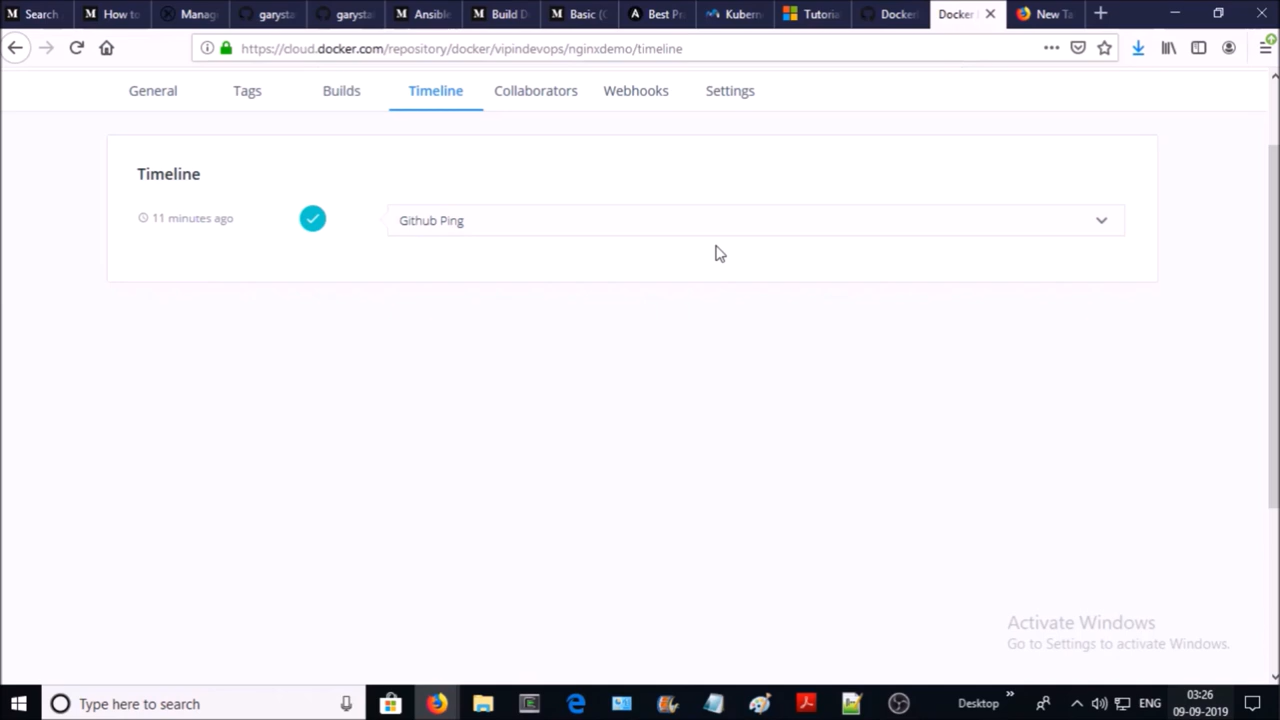 Search
How to
Manag
garysta
garysta
Ansible
Build D
Basic (C
Best Pr
Kubern
Tutoria
Docker
Docker
New Ta
https://cloud.docker.com/repository/docker/vipindevops/nginxdemo/timeline
General
Tags
Builds
Timeline
Collaborators
Webhooks
Settings
Timeline
11 minutes ago
Github Ping
Activate Windows
Go to Settings to activate Windows.
Type here to search
Desktop
ENG
03:26
09-09-2019